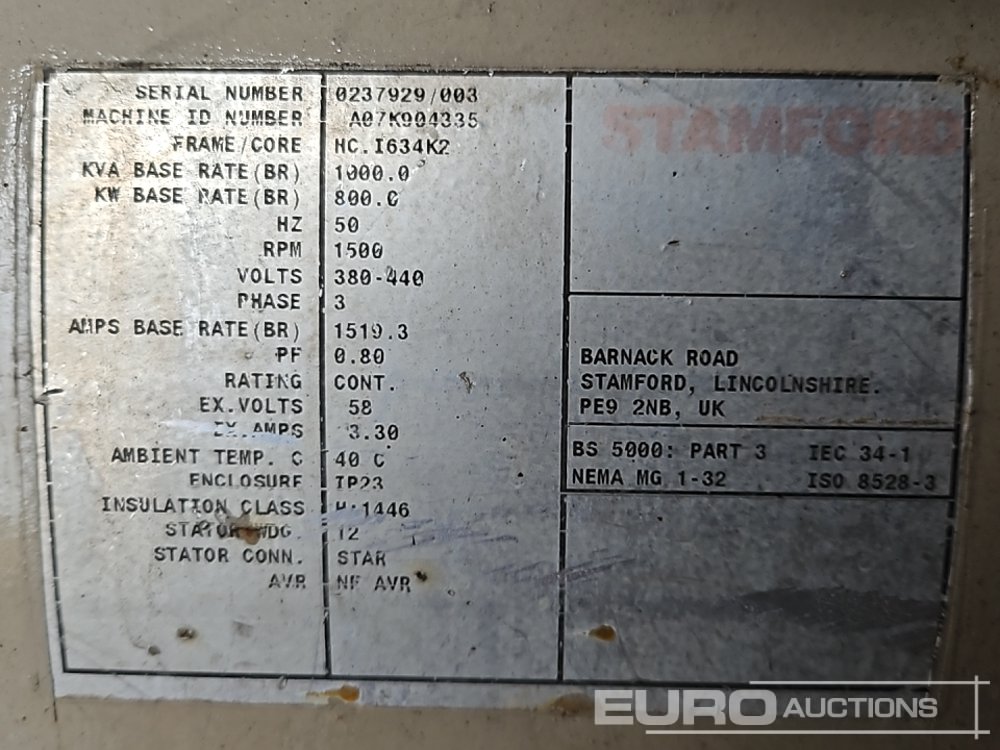 SERIAL NUMBER 0237929/003
MACHINE ID NUMBER A07K904335
FRAME/CORE HC.I634K2
KVA BASE RATE(BR) 1000.0
KW BASE RATE(BR) 800.0
HZ 50
RPM 1500
VOLTS 380-440
PHASE 3
AMPS BASE RATE(BR) 1519.3
PF 0.80
RATING CONT.
EX.VOLTS 58
EX.AMPS 3.30
AMBIENT TEMP. C 40 C
ENCLOSURE IP23
INSULATION CLASS H:1446
STATOR WDG. 12
STATOR CONN. STAR
AVR NF AVR
STAMFORD
BARNACK ROAD
STAMFORD, LINCOLNSHIRE.
PE9 2NB, UK
BS 5000: PART 3 IEC 34-1
NEMA MG 1-32 ISO 8528-3
EURO AUCTIONS